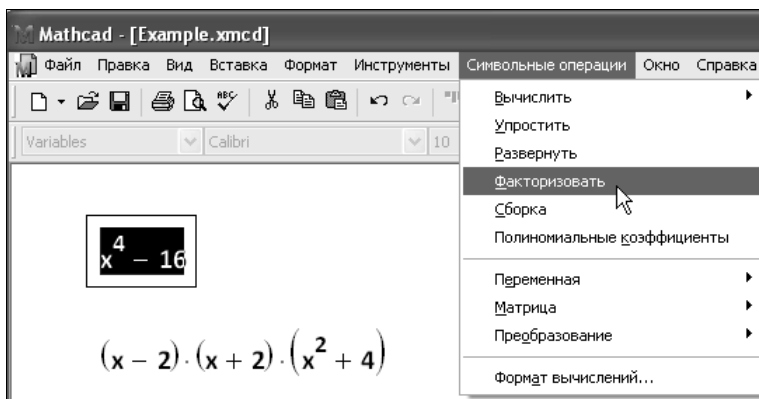 Mathcad - [Example.xmcd]
Файл Правка Вид Вставка Формат Инструменты Символьные операции Окно Справка
Variables Calibri 10
Вычислить
Упростить
Развернуть
Факторизовать
Сборка
Полиномиальные коэффициенты
Переменная
Матрица
Преобразование
Формат вычислений...
x⁴ − 16
(x − 2)·(x + 2)·(x² + 4)